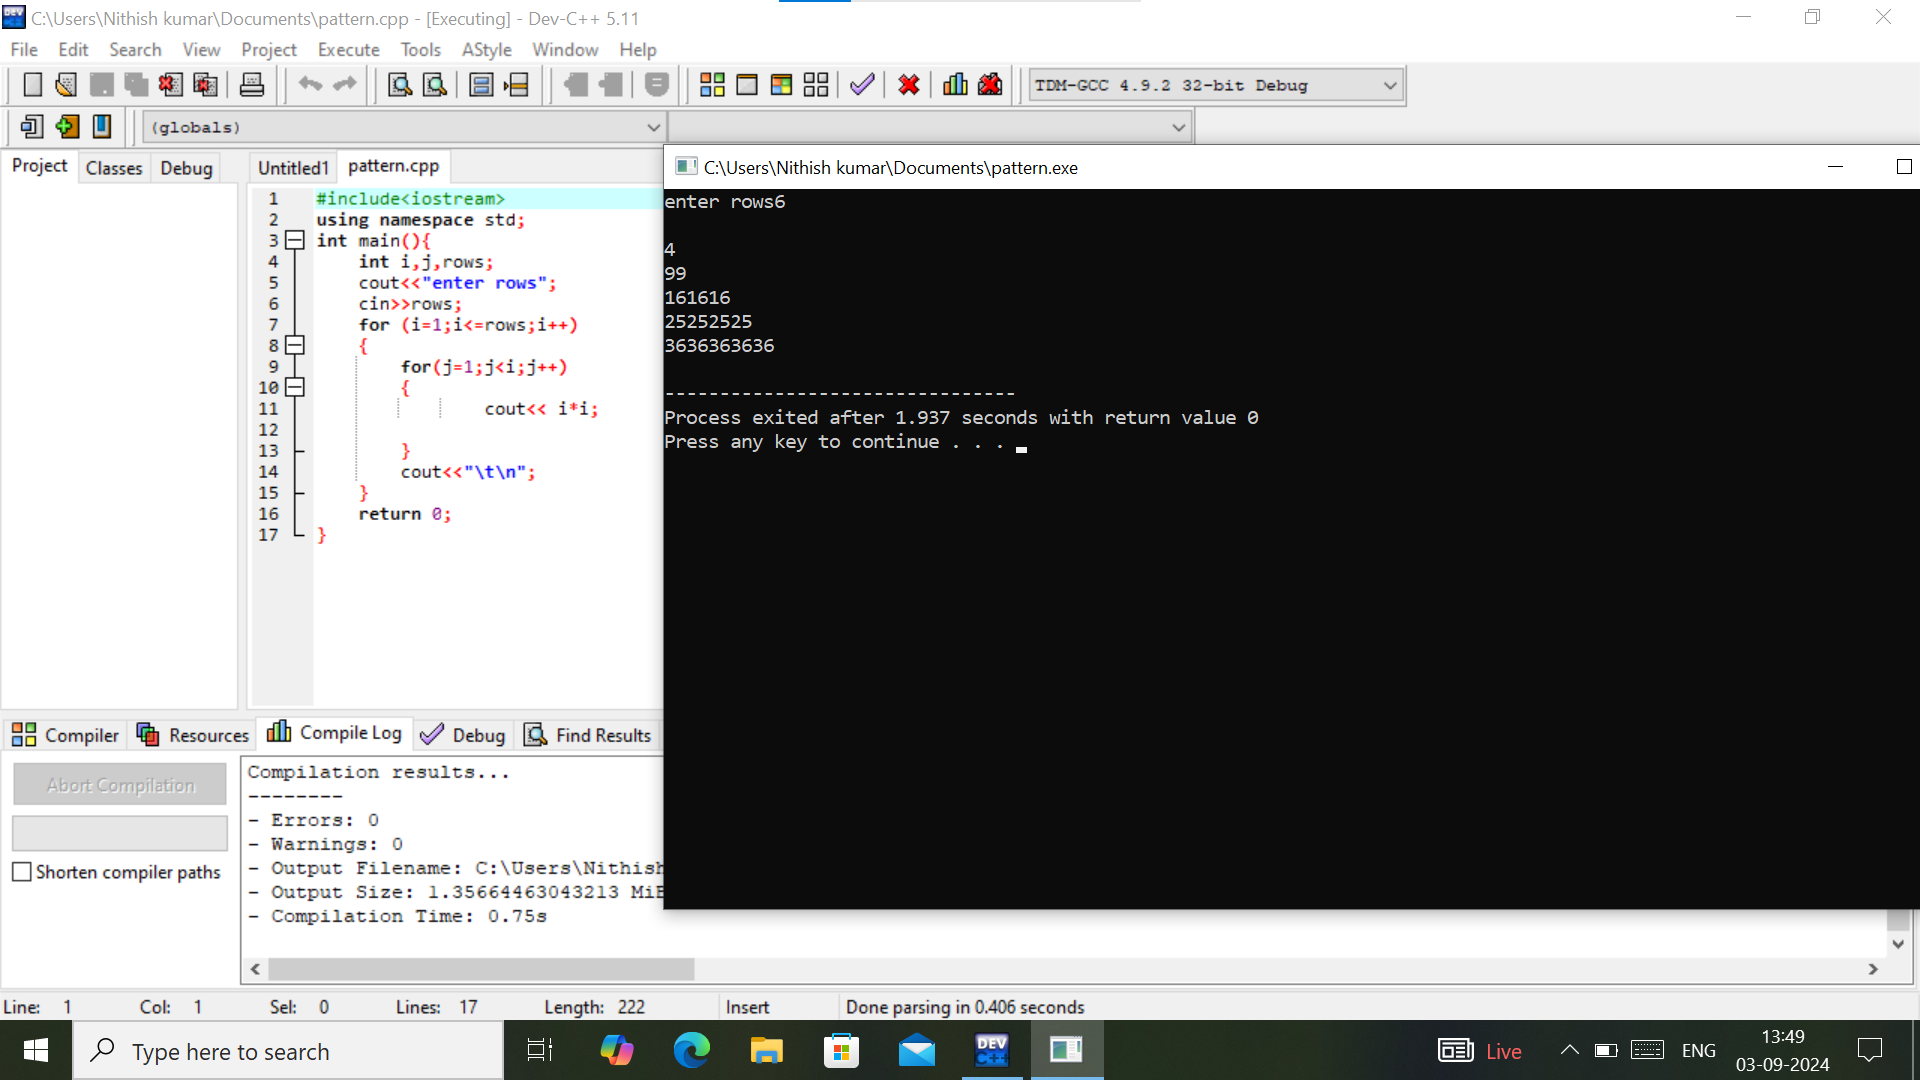 C:\Users\Nithish kumar\Documents\pattern.cpp - [Executing] - Dev-C++ 5.11
File Edit Search View Project Execute Tools AStyle Window Help
TDM-GCC 4.9.2 32-bit Debug
(globals)
Project Classes Debug
Untitled1 pattern.cpp
1 #include<iostream>
2 using namespace std;
3 int main(){
4 int i,j,rows;
5 cout<<"enter rows";
6 cin>>rows;
7 for (i=1;i<=rows;i++)
8 {
9 for(j=1;j<i;j++)
10 {
11 cout<< i*i;
12
13 }
14 cout<<"\t\n";
15 }
16 return 0;
17 }
C:\Users\Nithish kumar\Documents\pattern.exe
enter rows6
4
99
161616
25252525
3636363636
--------------------------------
Process exited after 1.937 seconds with return value 0
Press any key to continue . . .
Compiler Resources Compile Log Debug Find Results
Abort Compilation
Shorten compiler paths
Compilation results...
--------
- Errors: 0
- Warnings: 0
- Output Filename: C:\Users\Nithish
- Output Size: 1.35664463043213 MiB
- Compilation Time: 0.75s
Line: 1 Col: 1 Sel: 0 Lines: 17 Length: 222 Insert Done parsing in 0.406 seconds
Type here to search
DEV C++
Live
ENG
13:49
03-09-2024